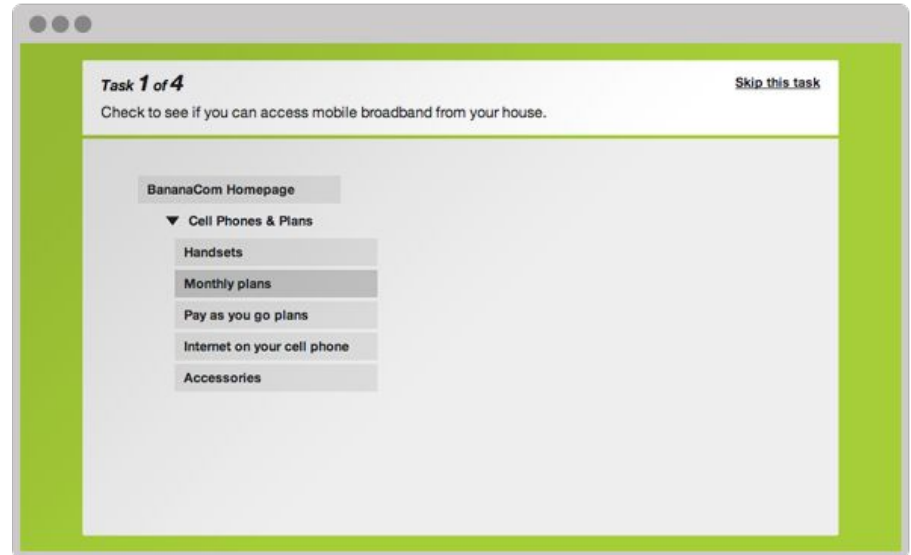 Task 1 of 4
Skip this task
Check to see if you can access mobile broadband from your house.
BananaCom Homepage
Cell Phones & Plans
Handsets
Monthly plans
Pay as you go plans
Internet on your cell phone
Accessories